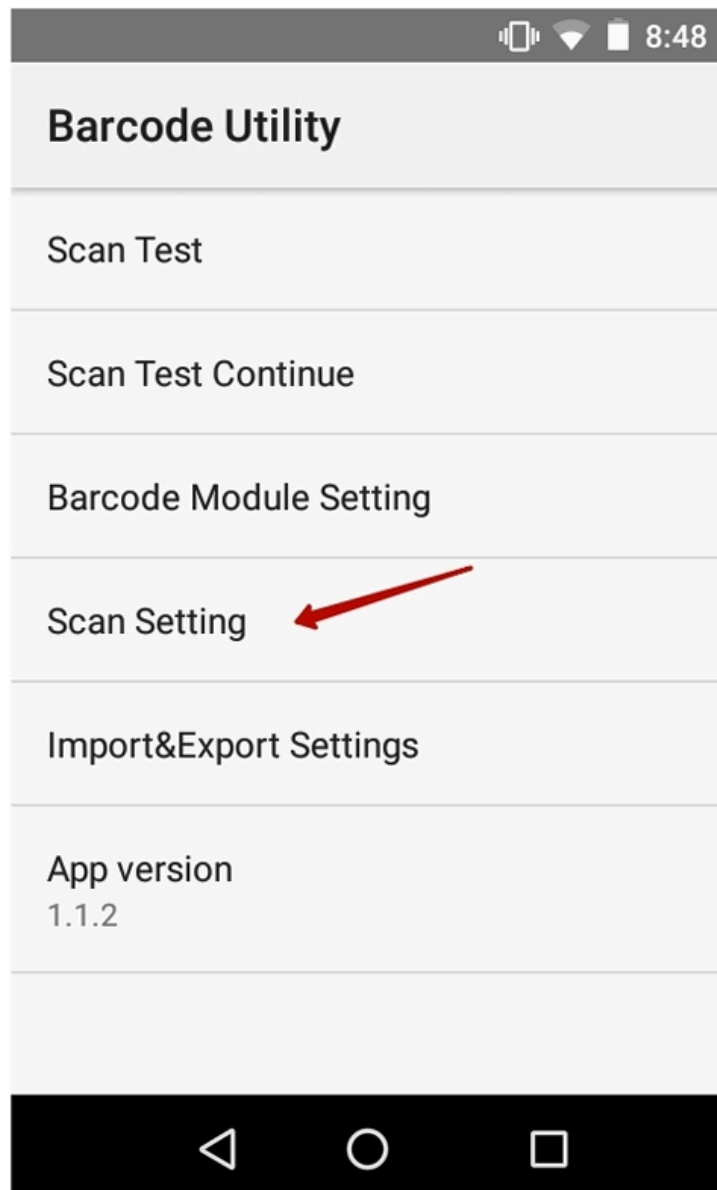 8:48
Barcode Utility
Scan Test
Scan Test Continue
Barcode Module Setting
Scan Setting
Import&Export Settings
App version
1.1.2